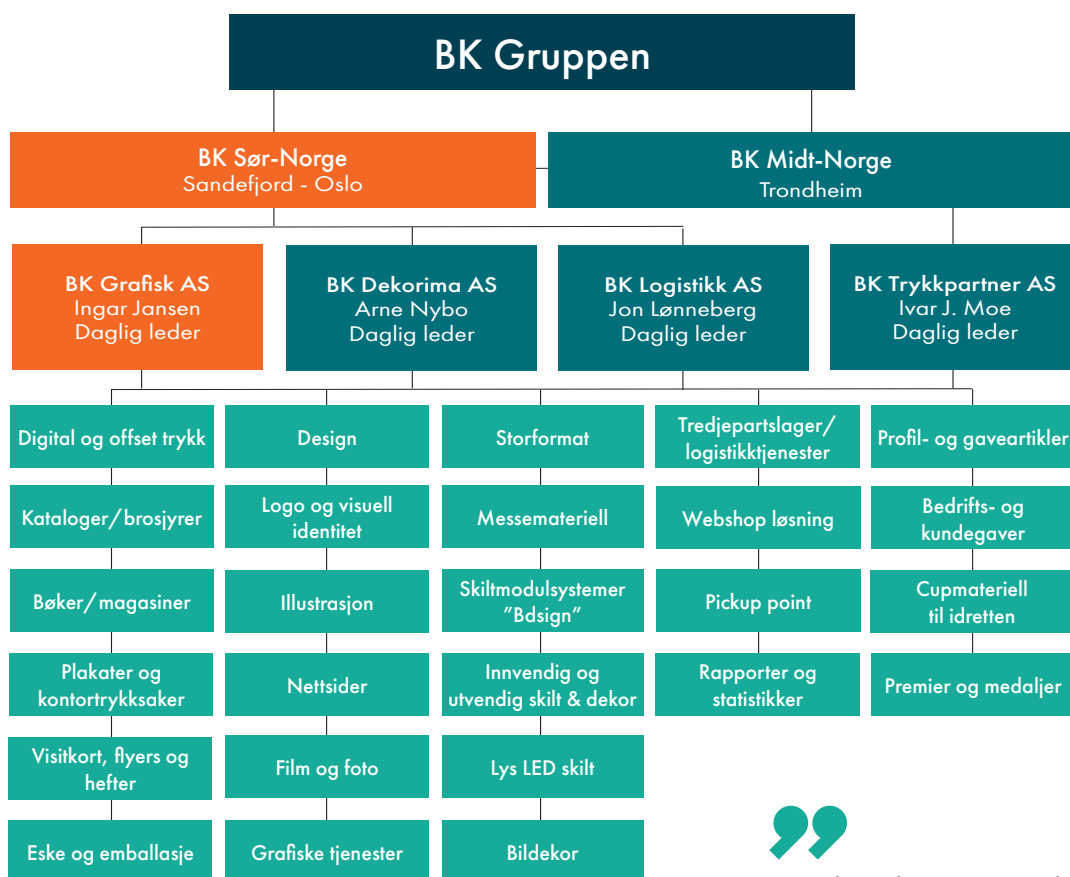 BK Gruppen
BK Sør-Norge
Sandefjord - Oslo
BK Midt-Norge
Trondheim
BK Grafisk AS
Ingar Jansen
Daglig leder
BK Dekorima AS
Arne Nybo
Daglig leder
BK Logistikk AS
Jon Lønneberg
Daglig leder
BK Trykkpartner AS
Ivar J. Moe
Daglig leder
Digital og offset trykk
Design
Storformat
Tredjepartslager/
logistikktjenester
Profil- og gaveartikler
Kataloger/brosjyrer
Logo og visuell
identitet
Messemateriell
Webshop løsning
Bedrifts- og
kundegaver
Bøker/magasiner
Illustrasjon
Skiltmodulsystemer
”Bdsign”
Pickup point
Cupmateriell
til idretten
Plakater og
kontortrykksaker
Nettsider
Innvendig og
utvendig skilt & dekor
Rapporter og
statistikker
Premier og medaljer
Visitkort, flyers og
hefter
Film og foto
Lys LED skilt
Eske og emballasje
Grafiske tjenester
Bildekor
”